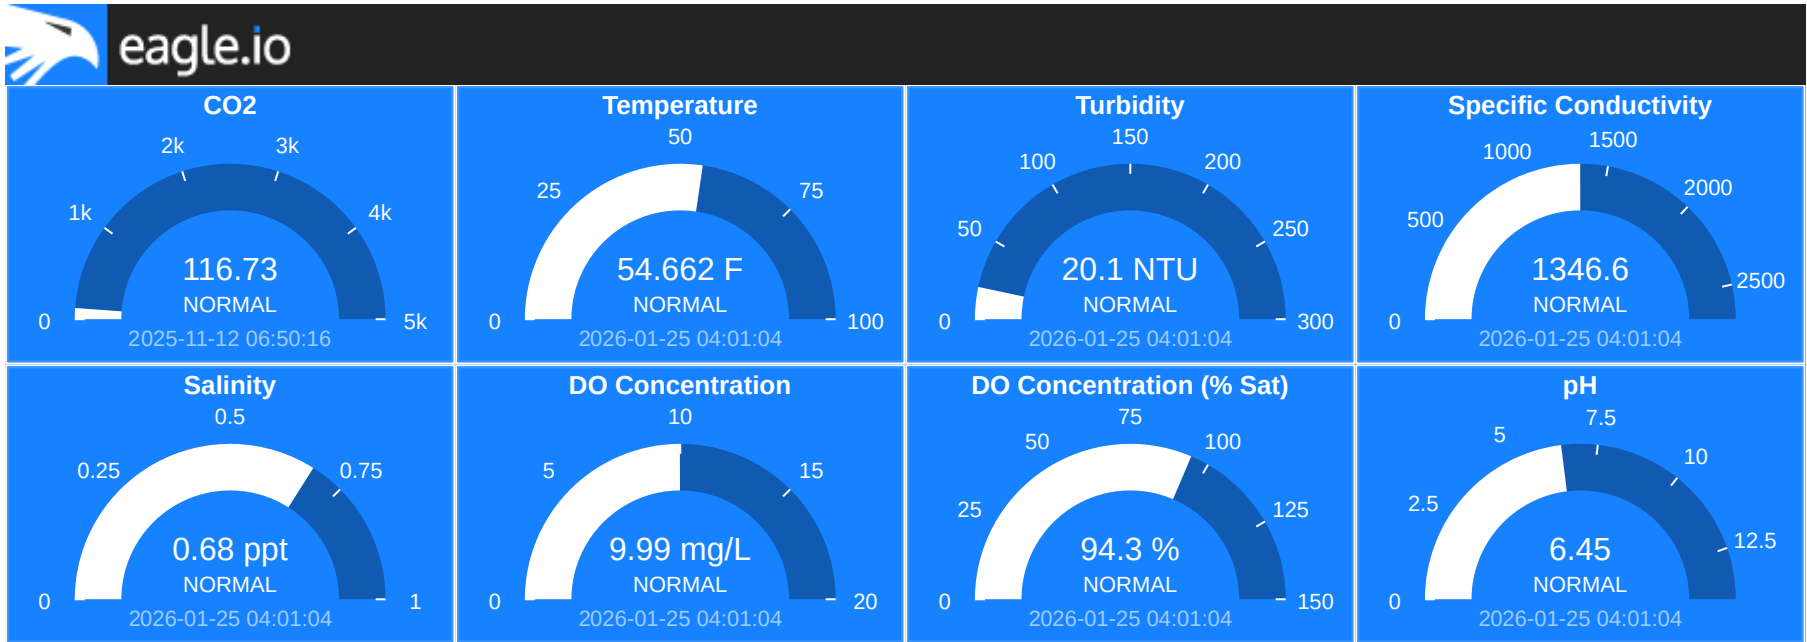 eagle.io
CO2
0
1k
2k
3k
4k
5k
116.73
NORMAL
2025-11-12 06:50:16
Temperature
0
25
50
75
100
54.662 F
NORMAL
2026-01-25 04:01:04
Turbidity
0
50
100
150
200
250
300
20.1 NTU
NORMAL
2026-01-25 04:01:04
Specific Conductivity
0
500
1000
1500
2000
2500
1346.6
NORMAL
2026-01-25 04:01:04
Salinity
0
0.25
0.5
0.75
1
0.68 ppt
NORMAL
2026-01-25 04:01:04
DO Concentration
0
5
10
15
20
9.99 mg/L
NORMAL
2026-01-25 04:01:04
DO Concentration (% Sat)
0
25
50
75
100
125
150
94.3 %
NORMAL
2026-01-25 04:01:04
pH
0
2.5
5
7.5
10
12.5
6.45
NORMAL
2026-01-25 04:01:04